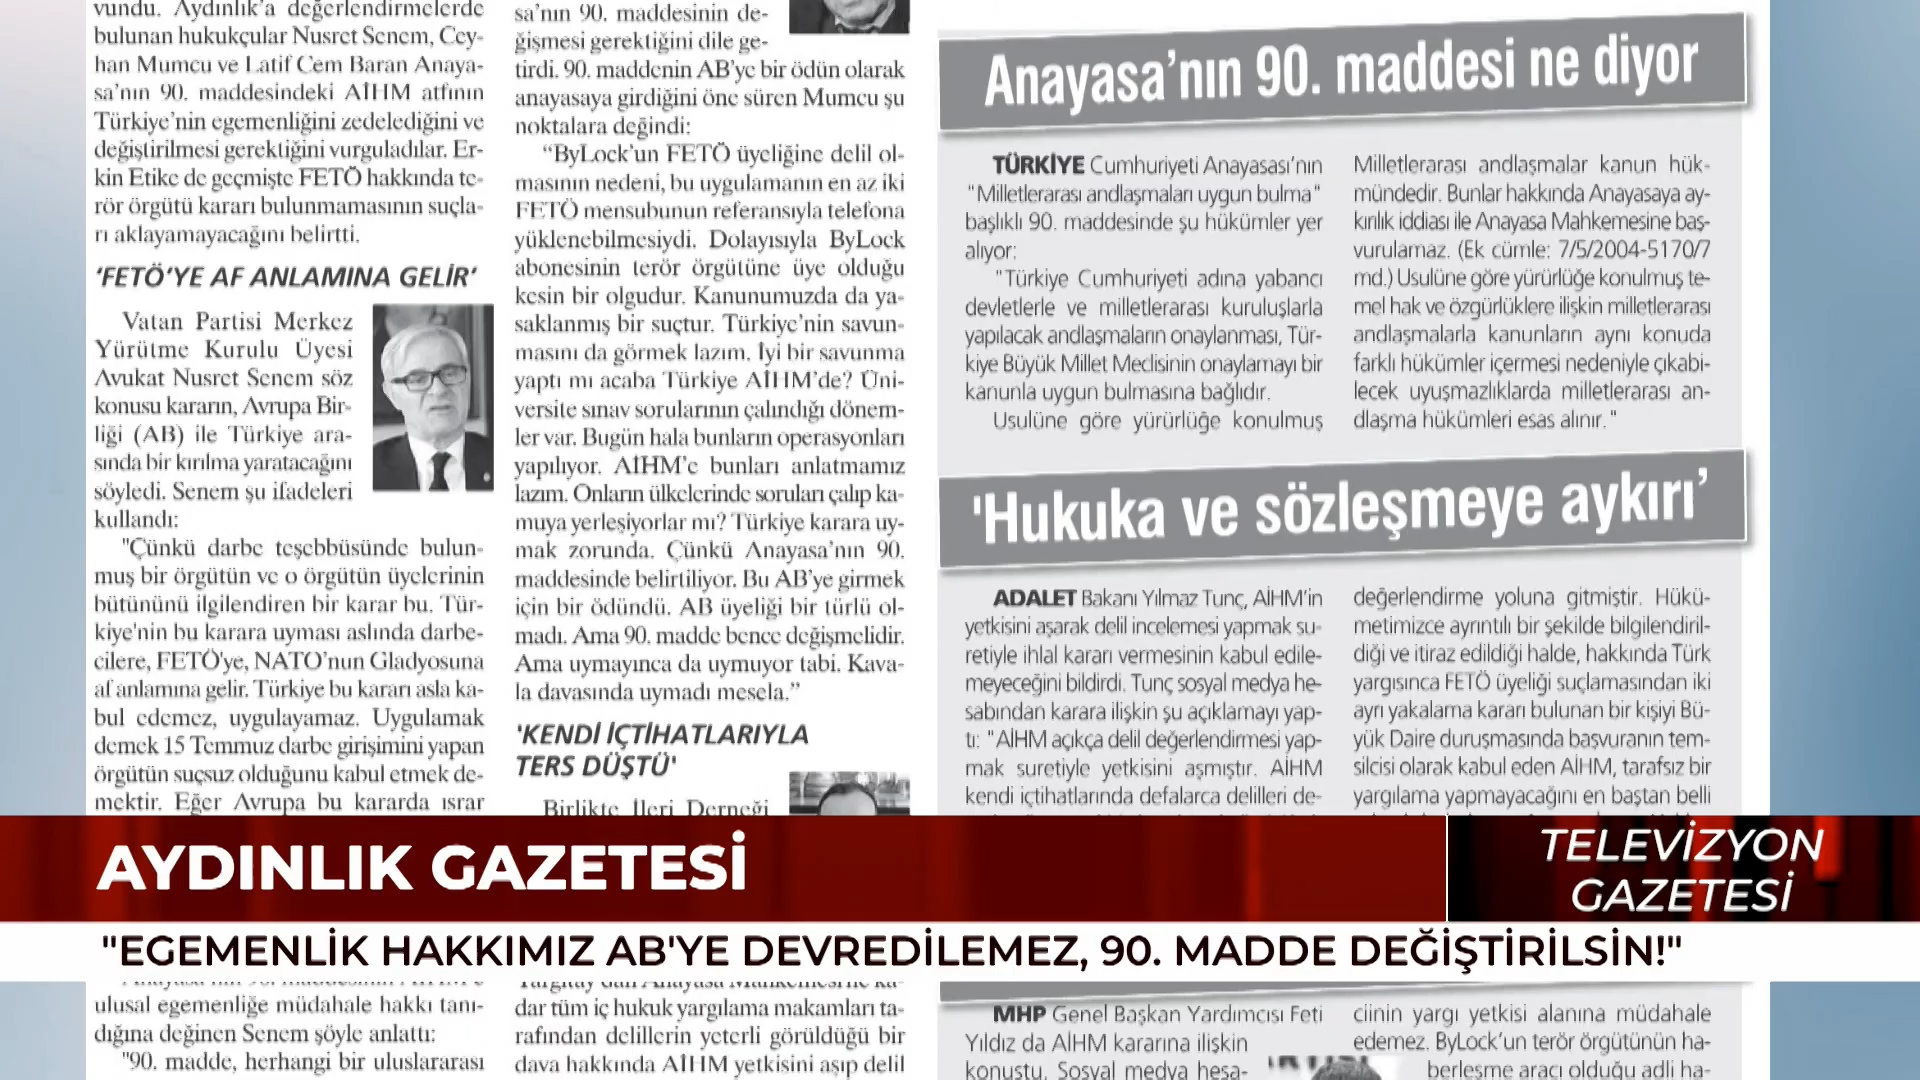 vundu. Aydınlık'a değerlendirmelerde
bulunan hukukçular Nusret Senem, Cey-
han Mumcu ve Latif Cem Baran Anaya-
sa'nın 90. maddesindeki AİHM atfının
Türkiye'nin egemenliğini zedelediğini ve
değiştirilmesi gerektiğini vurguladılar. Er-
kin Etike de geçmişte FETÖ hakkında te-
rör örgütü kararı bulunmamasının suçla-
rı aklayamayacağını belirtti.
'FETÖ'YE AF ANLAMINA GELİR'
Vatan Partisi Merkez
Yürütme Kurulu Üyesi
Avukat Nusret Senem söz
konusu kararın, Avrupa Bir-
liği (AB) ile Türkiye ara-
sında bir kırılma yaratacağını
söyledi. Senem şu ifadeleri
kullandı:
"Çünkü darbe teşebbüsünde bulun-
muş bir örgütün ve o örgütün üyelerinin
bütününü ilgilendiren bir karar bu. Tür-
kiye'nin bu karara uyması aslında darbe-
cilere, FETÖ'ye, NATO'nun Gladyosuna
af anlamına gelir. Türkiye bu kararı asla ka-
bul edemez, uygulayamaz. Uygulamak
demek 15 Temmuz darbe girişimini yapan
örgütün suçsuz olduğunu kabul etmek de-
mektir. Eğer Avrupa bu kararda ısrar
ulusal egemenliğe müdahale hakkı tanı-
dığına değinen Senem şöyle anlattı:
"90. madde, herhangi bir uluslararası
sa'nın 90. maddesinin de-
ğişmesi gerektiğini dile ge-
tirdi. 90. maddenin AB'ye bir ödün olarak
anayasaya girdiğini öne süren Mumcu şu
noktalara değindi:
"ByLock'un FETÖ üyeliğine delil ol-
masının nedeni, bu uygulamanın en az iki
FETÖ mensubunun referansıyla telefona
yüklenebilmesiydi. Dolayısıyla ByLock
abonesinin terör örgütüne üye olduğu
kesin bir olgudur. Kanunumuzda da ya-
saklanmış bir suçtur. Türkiye'nin savun-
masını da görmek lazım. İyi bir savunma
yaptı mı acaba Türkiye AİHM'de? Üni-
versite sınav sorularının çalındığı dönem-
ler var. Bugün hala bunların operasyonları
yapılıyor. AİHM'e bunları anlatmamız
lazım. Onların ülkelerinde soruları çalıp ka-
muya yerleşiyorlar mı? Türkiye karara uy-
mak zorunda. Çünkü Anayasa'nın 90.
maddesinde belirtiliyor. Bu AB'ye girmek
için bir ödündü. AB üyeliği bir türlü ol-
madı. Ama 90. madde bence değişmelidir.
Ama uymayınca da uymuyor tabi. Kava-
la davasında uymadı mesela."
'KENDİ İÇTİHATLARIYLA
TERS DÜŞTÜ'
Birlikte İleri Derneği
Yargıtay'dan Anayasa Mahkemesi'ne ka-
dar tüm iç hukuk yargılama makamları ta-
rafından delillerin yeterli görüldüğü bir
dava hakkında AİHM yetkisini aşıp delil
Anayasa'nın 90. maddesi ne diyor
TÜRKİYE Cumhuriyeti Anayasası'nın
"Milletlerarası andlaşmaları uygun bulma"
başlıklı 90. maddesinde şu hükümler yer
alıyor:
"Türkiye Cumhuriyeti adına yabancı
devletlerle ve milletlerarası kuruluşlarla
yapılacak andlaşmaların onaylanması, Tür-
kiye Büyük Millet Meclisinin onaylamayı bir
kanunla uygun bulmasına bağlıdır.
Usulüne göre yürürlüğe konulmuş
Milletlerarası andlaşmalar kanun hük-
mündedir. Bunlar hakkında Anayasaya ay-
kırılık iddiası ile Anayasa Mahkemesine baş-
vurulamaz. (Ek cümle: 7/5/2004-5170/7
md.) Usulüne göre yürürlüğe konulmuş te-
mel hak ve özgürlüklere ilişkin milletlerarası
andlaşmalarla kanunların aynı konuda
farklı hükümler içermesi nedeniyle çıkabi-
lecek uyuşmazlıklarda milletlerarası an-
dlaşma hükümleri esas alınır."
'Hukuka ve sözleşmeye aykırı'
ADALET Bakanı Yılmaz Tunç, AİHM'in
yetkisini aşarak delil incelemesi yapmak su-
retiyle ihlal kararı vermesinin kabul edile-
meyeceğini bildirdi. Tunç sosyal medya he-
sabından karara ilişkin şu açıklamayı yap-
tı: "AİHM açıkça delil değerlendirmesi yap-
mak suretiyle yetkisini aşmıştır. AİHM
kendi içtihatlarında defalarca delilleri de-
değerlendirme yoluna gitmiştir. Hükü-
metimizce ayrıntılı bir şekilde bilgilendiril-
diği ve itiraz edildiği halde, hakkında Türk
yargısınca FETÖ üyeliği suçlamasından iki
ayrı yakalama kararı bulunan bir kişiyi Bü-
yük Daire duruşmasında başvuranın tem-
silcisi olarak kabul eden AİHM, tarafsız bir
yargılama yapmayacağını en baştan belli
MHP Genel Başkan Yardımcısı Feti
Yıldız da AİHM kararına ilişkin
konuştu. Sosyal medya hesa-
ciinin yargı yetkisi alanına müdahale
edemez. ByLock'un terör örgütünün ha-
berleşme aracı olduğu adli ha-
AYDINLIK GAZETESİ
TELEVİZYON
GAZETESİ
"EGEMENLİK HAKKIMIZ AB'YE DEVREDİLEMEZ, 90. MADDE DEĞİŞTİRİLSİN!"